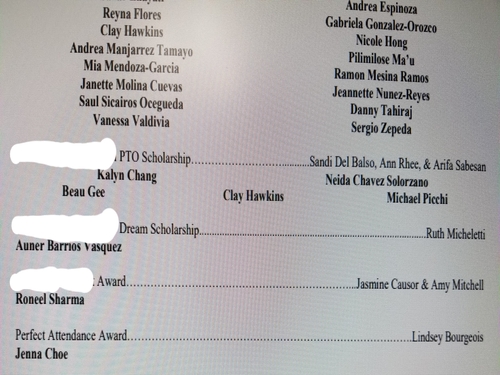 Reyna Flores
Clay Hawkins
Andrea Manjarrez Tamayo
Mia Mendoza-Garcia
Janette Molina Cuevas
Saul Sicairos Ocegueda
Vanessa Valdivia
Andrea Espinoza
Gabriela Gonzalez-Orozco
Nicole Hong
Pilimilose Ma'u
Ramon Mesina Ramos
Jeannette Nunez-Reyes
Danny Tahiraj
Sergio Zepeda
PTO Scholarship……………………………Sandi Del Balso, Ann Rhee, & Arifa Sabesan
Kalyn Chang Neida Chavez Solorzano
Beau Gee Clay Hawkins Michael Picchi
Dream Scholarship……………………………Ruth Micheletti
Auner Barrios Vasquez
Award……………………………Jasmine Causor & Amy Mitchell
Roneel Sharma
Perfect Attendance Award……………………………Lindsey Bourgeois
Jenna Choe